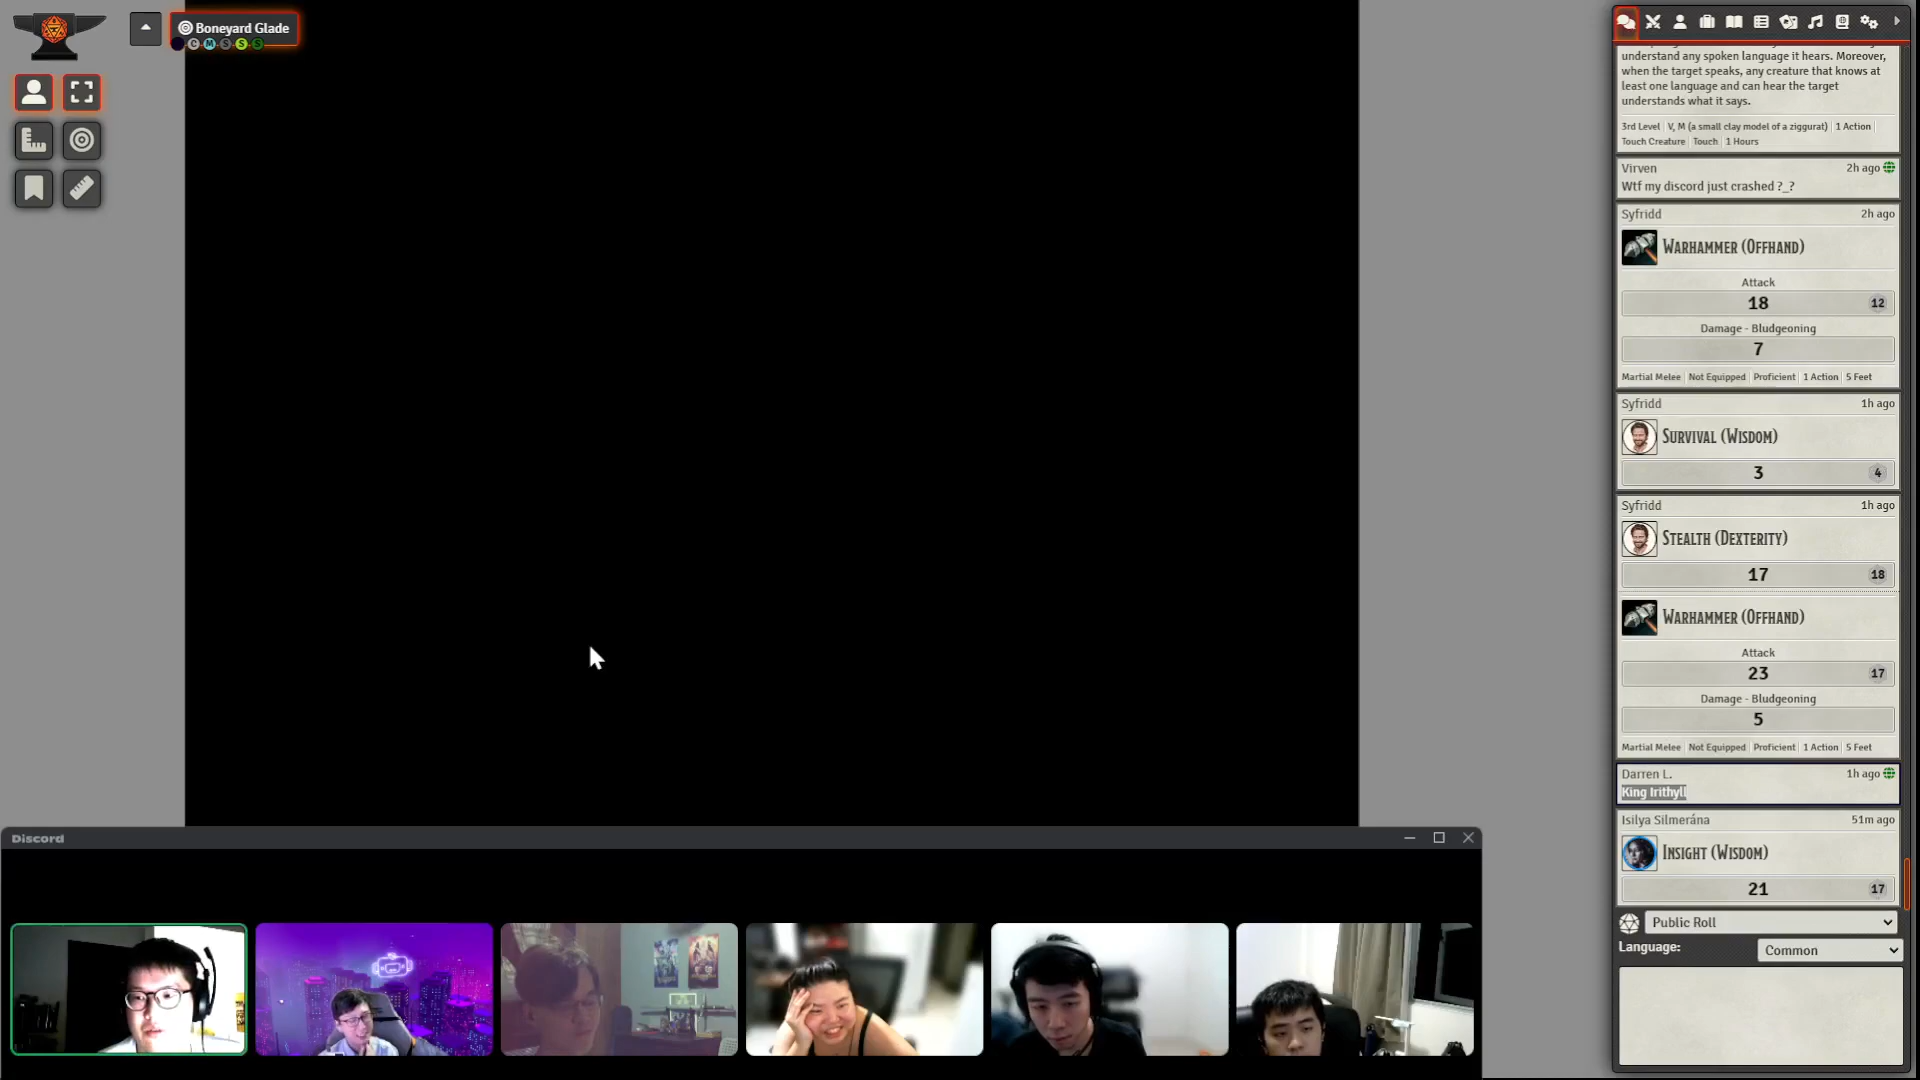 Boneyard Glade
C M S S S
understand any spoken language it hears. Moreover,
when the target speaks, any creature that knows at
least one language and can hear the target
understands what it says.
3rd Level V, M (a small clay model of a ziggurat) 1 Action
Touch Creature Touch 1 Hours
Virven 2h ago
Wtf my discord just crashed ?_?
Syfridd 2h ago
Warhammer (Offhand)
Attack
18 12
Damage - Bludgeoning
7
Martial Melee Not Equipped Proficient 1 Action 5 Feet
Syfridd 1h ago
Survival (Wisdom)
3 4
Syfridd 1h ago
Stealth (Dexterity)
17 18
Warhammer (Offhand)
Attack
23 17
Damage - Bludgeoning
5
Martial Melee Not Equipped Proficient 1 Action 5 Feet
Darren L. 1h ago
King Irithyll
Isilya Silmerána 51m ago
Insight (Wisdom)
21 17
Public Roll
Language: Common
Discord